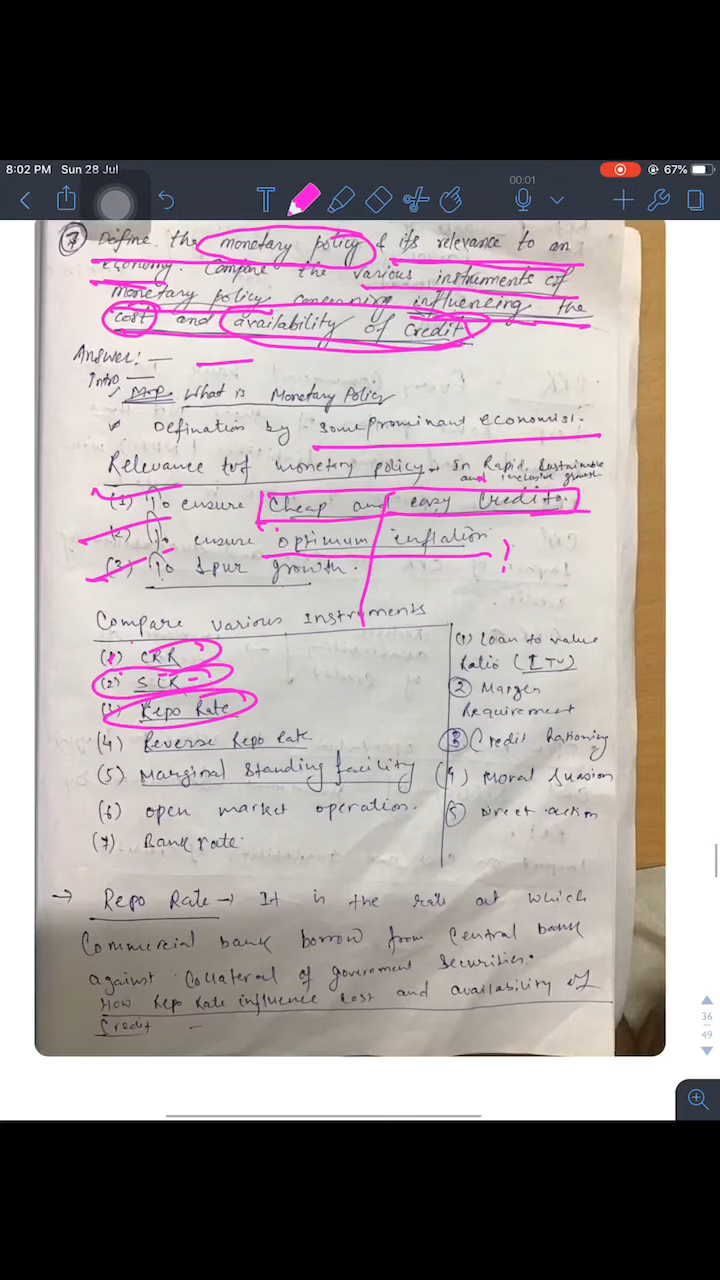 8:02 PM Sun 28 Jul
67%
00:01
T
7 Define the monetary policy & its relevance to an
economy. Compare the various instruments of
monetary policy concerning influencing the
cost and availability of credit
Answer: —
Intro —
What is Monetary Policy
Defination by some prominant economist.
Relevance of monetory policy → In Rapid, Sustainable
and inclusive growth
(1) To ensure Cheap and easy Credit.
(2) To ensure optimum inflation ?
(3) To spur growth.
Compare various Instruments
(1) CRR
(2) SLR
(3) Repo Rate
(4) Reverse Repo rate
(5) Marginal Standing facility
(6) open market operation.
(7) Bank rate.
(1) Loan to value
Ratio (LTV)
(2) Margen
Requirement
(3) Credit Rationing
(4) Moral Suasion
(5) Direct action
→ Repo Rate → It is the rate at which
Commercial bank borrow from Central bank
against Collateral of government Securities.
How Repo Rate influence cost and availability of
Credit —
36
49